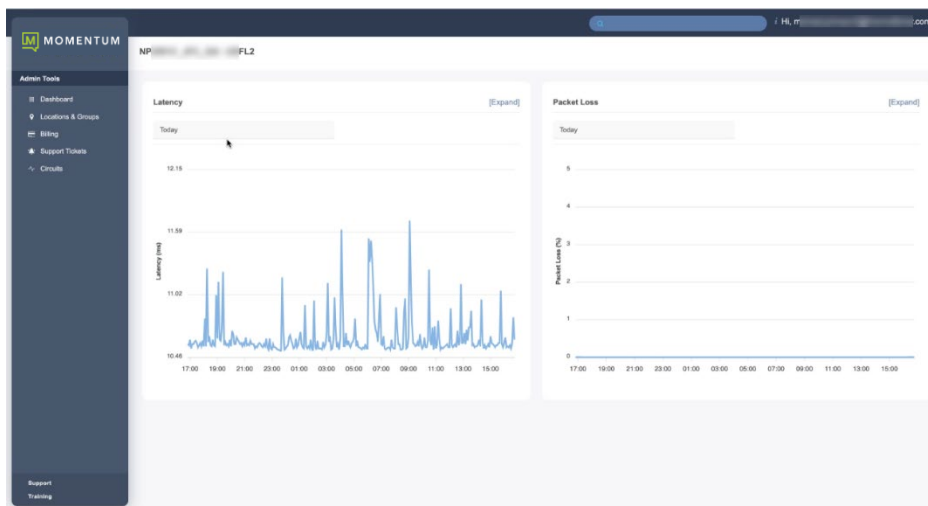 M MOMENTUM
Hi, m
.com
NP
FL2
Admin Tools
Dashboard
Locations & Groups
Billing
Support Tickets
Circuits
Support
Training
Latency
[Expand]
Today
12.15
11.59
11.02
10.46
Latency (ms)
17:00 19:00 21:00 23:00 01:00 03:00 05:00 07:00 09:00 11:00 13:00 15:00
Packet Loss
[Expand]
Today
5
4
3
2
1
0
Packet Loss (%)
17:00 19:00 21:00 23:00 01:00 03:00 05:00 07:00 09:00 11:00 13:00 15:00